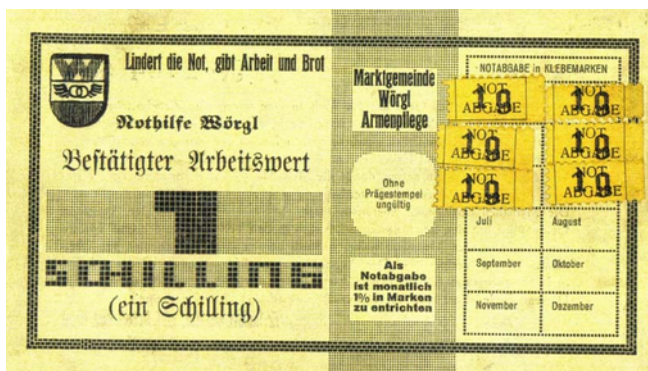 Lindert die Not, gibt Arbeit und Brot
Nothilfe Wörgl
Bestätigter Arbeitswert
1
SCHILLING
(ein Schilling)
Marktgemeinde
Wörgl
Armenpflege
Ohne
Prägestempel
ungültig
Als
Notabgabe
ist monatlich
1% in Marken
zu entrichten
NOTABGABE in KLEBEMARKEN
NOT
10
ABGABE
NOT
10
ABGABE
NOT
10
ABGABE
NOT
10
ABGABE
NOT
10
ABGABE
NOT
10
ABGABE
Juli
August
September
Oktober
November
Dezember